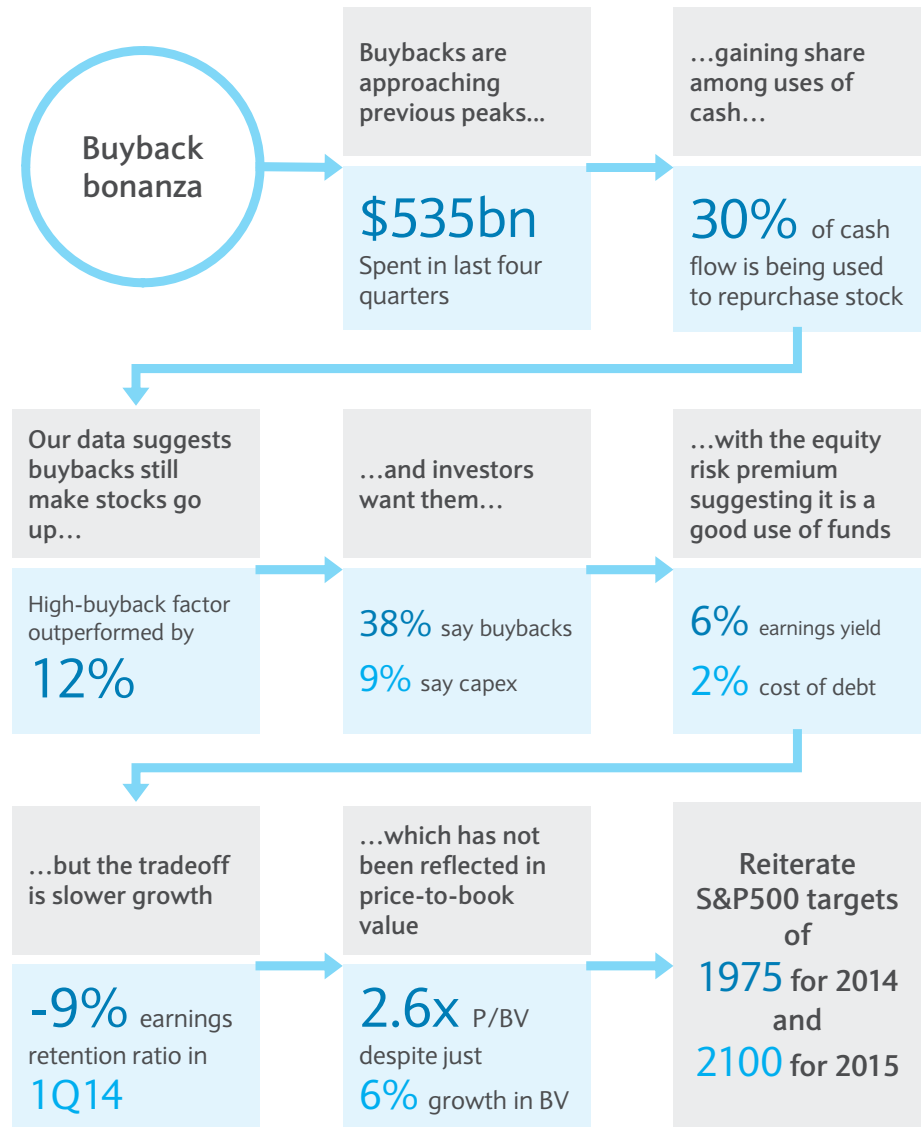 Buyback
bonanza
Buybacks are
approaching
previous peaks...
$535bn
Spent in last four
quarters
…gaining share
among uses of
cash…
30% of cash
flow is being used
to repurchase stock
Our data suggests
buybacks still
make stocks go
up…
High-buyback factor
outperformed by
12%
…and investors
want them…
38% say buybacks
9% say capex
…with the equity
risk premium
suggesting it is a
good use of funds
6% earnings yield
2% cost of debt
…but the tradeoff
is slower growth
-9% earnings
retention ratio in
1Q14
…which has not
been reflected in
price-to-book
value
2.6x P/BV
despite just
6% growth in BV
Reiterate
S&P500 targets
of
1975 for 2014
and
2100 for 2015